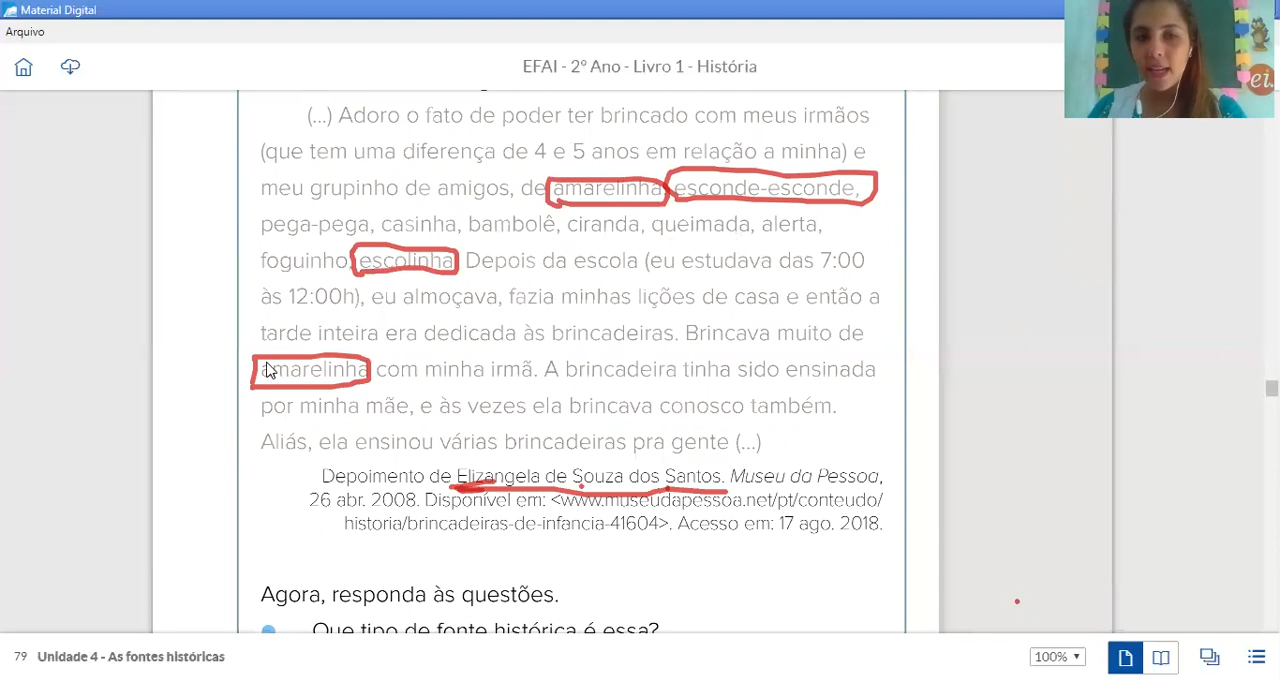 Material Digital
Arquivo
EFAI - 2º Ano - Livro 1 - História
ei.
(...) Adoro o fato de poder ter brincado com meus irmãos
(que tem uma diferença de 4 e 5 anos em relação a minha) e
meu grupinho de amigos, de amarelinha, esconde-esconde,
pega-pega, casinha, bambolê, ciranda, queimada, alerta,
foguinho, escolinha. Depois da escola (eu estudava das 7:00
às 12:00h), eu almoçava, fazia minhas lições de casa e então a
tarde inteira era dedicada às brincadeiras. Brincava muito de
amarelinha com minha irmã. A brincadeira tinha sido ensinada
por minha mãe, e às vezes ela brincava conosco também.
Aliás, ela ensinou várias brincadeiras pra gente (...)
Depoimento de Elizangela de Souza dos Santos. Museu da Pessoa,
26 abr. 2008. Disponível em: <www.museudapessoa.net/pt/conteudo/
historia/brincadeiras-de-infancia-41604>. Acesso em: 17 ago. 2018.
Agora, responda às questões.
Que tipo de fonte histórica é essa?
79 Unidade 4 - As fontes históricas
100%